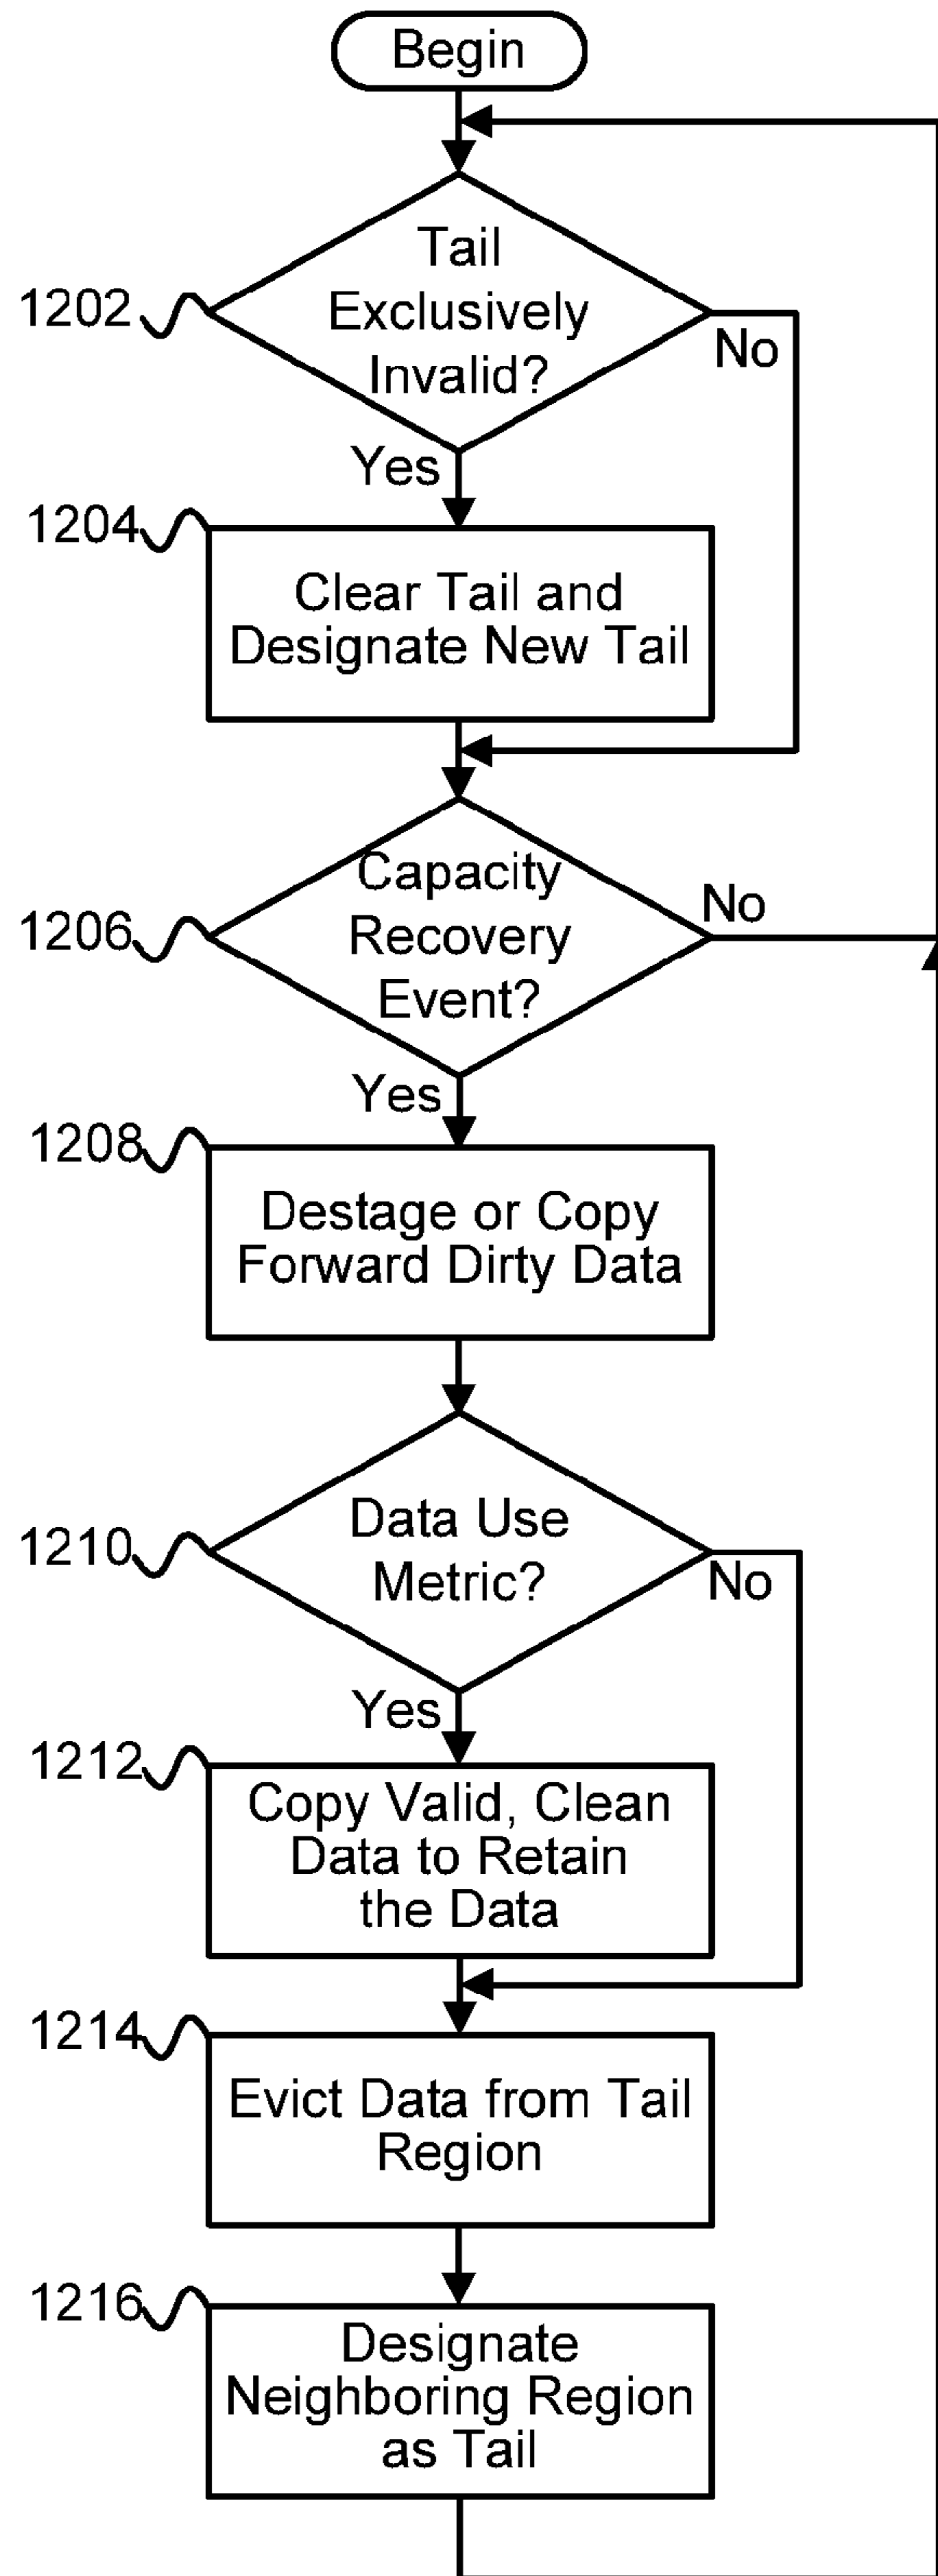 Begin
Tail
Exclusively
Invalid?
1202
No
Yes
1204
Clear Tail and
Designate New Tail
Capacity
Recovery
Event?
1206
No
Yes
1208
Destage or Copy
Forward Dirty Data
Data Use
Metric?
1210
No
Yes
1212
Copy Valid, Clean
Data to Retain
the Data
1214
Evict Data from Tail
Region
1216
Designate
Neighboring Region
as Tail